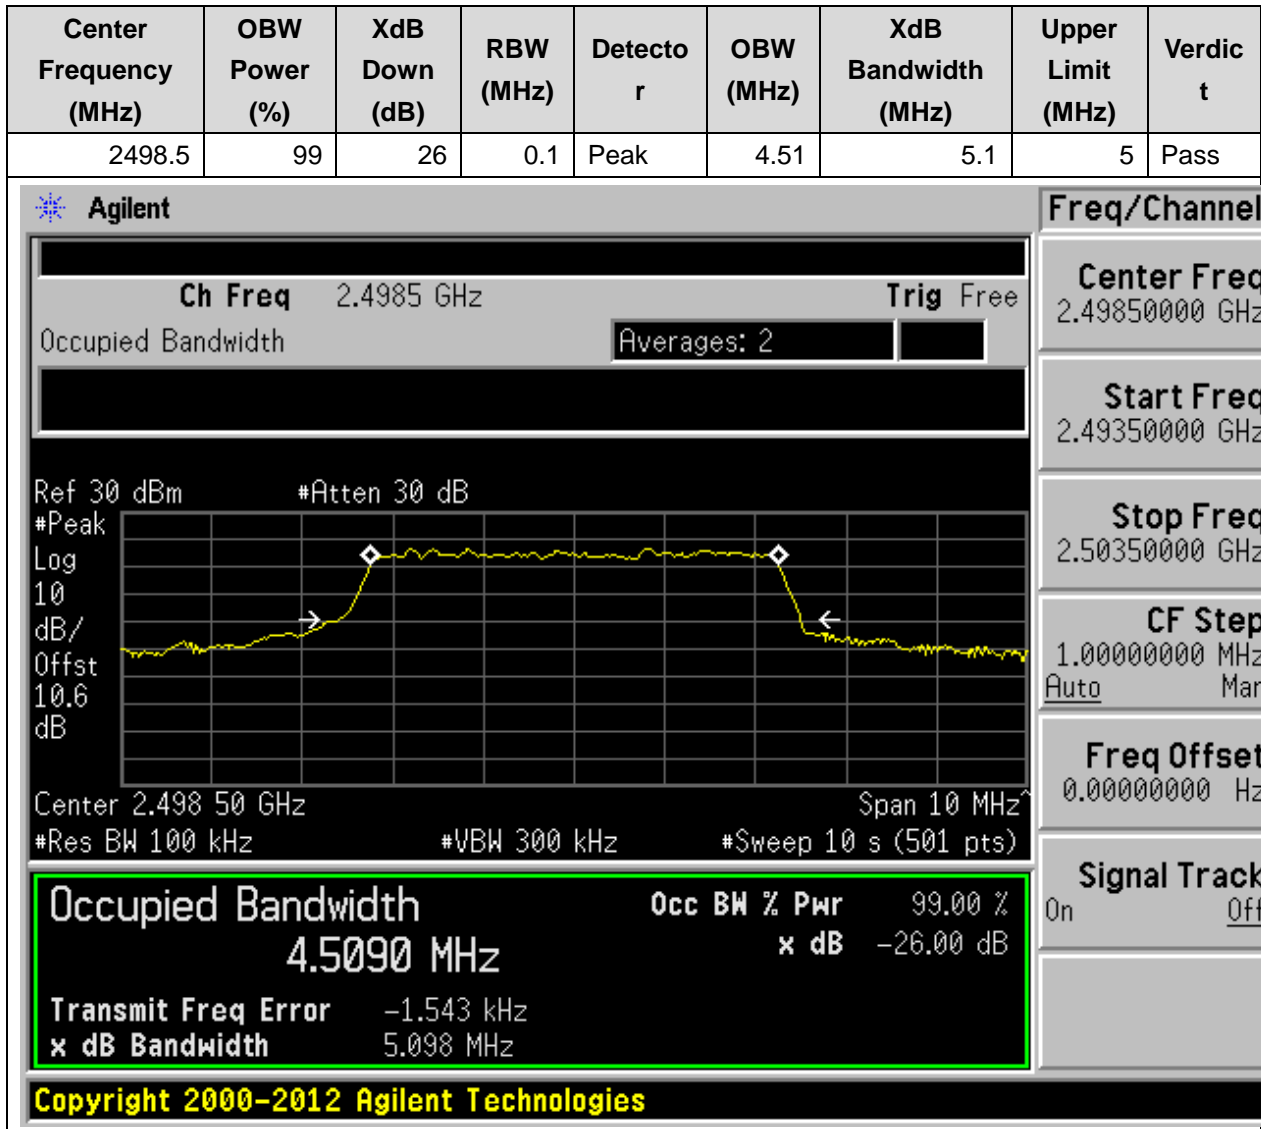 Center Frequency (MHz) OBW Power (%) XdB Down (dB) RBW (MHz) Detecto r OBW (MHz) XdB Bandwidth (MHz) Upper Limit (MHz) Verdic t
2498.5 99 26 0.1 Peak 4.51 5.1 5 Pass
Agilent
Freq/Channel
Ch Freq 2.4985 GHz Trig Free
Occupied Bandwidth Averages: 2
Center Freq
2.49850000 GHz
Start Freq
2.49350000 GHz
Stop Freq
2.50350000 GHz
CF Step
1.00000000 MHz
Auto Man
Freq Offset
0.00000000 Hz
Signal Track
On Off
Ref 30 dBm #Atten 30 dB
#Peak
Log
10
dB/
Offst
10.6
dB
Center 2.498 50 GHz Span 10 MHz^
#Res BW 100 kHz #VBW 300 kHz #Sweep 10 s (501 pts)
Occupied Bandwidth
4.5090 MHz
Occ BW % Pwr 99.00 %
x dB -26.00 dB
Transmit Freq Error -1.543 kHz
x dB Bandwidth 5.098 MHz
Copyright 2000-2012 Agilent Technologies